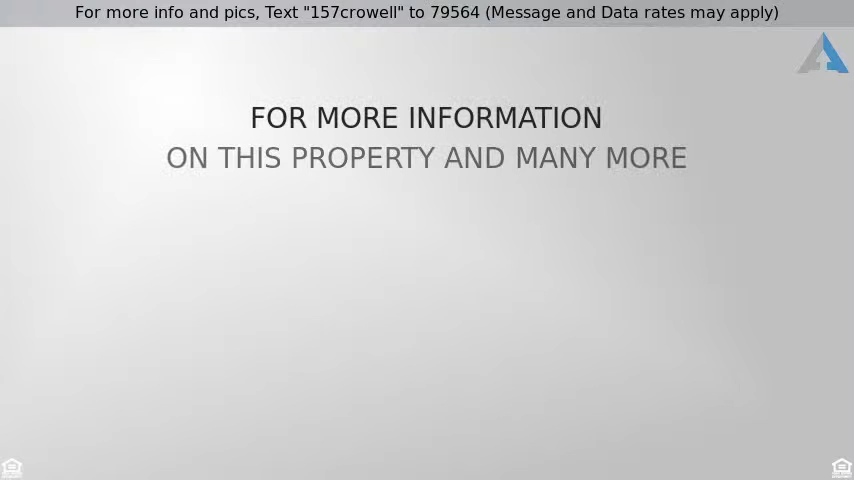 For more info and pics, Text "157crowell" to 79564 (Message and Data rates may apply)
FOR MORE INFORMATION
ON THIS PROPERTY AND MANY MORE